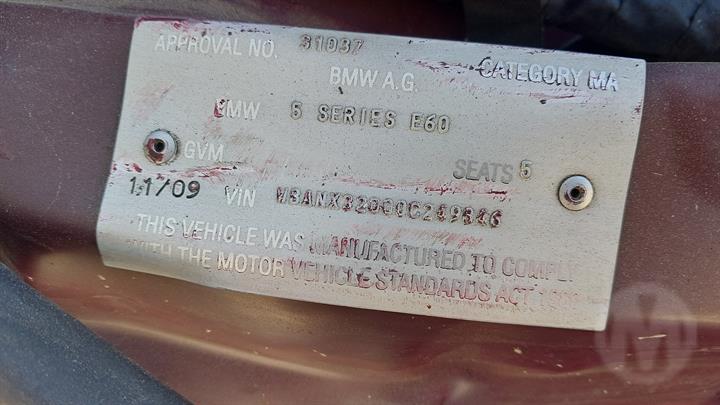 APPROVAL NO. 31037 CATEGORY MA
BMW A.G.
BMW 5 SERIES E60
GVM SEATS 5
11/09 VIN
THIS VEHICLE WAS MANUFACTURED TO COMPLY
WITH THE MOTOR VEHICLE STANDARDS ACT
M